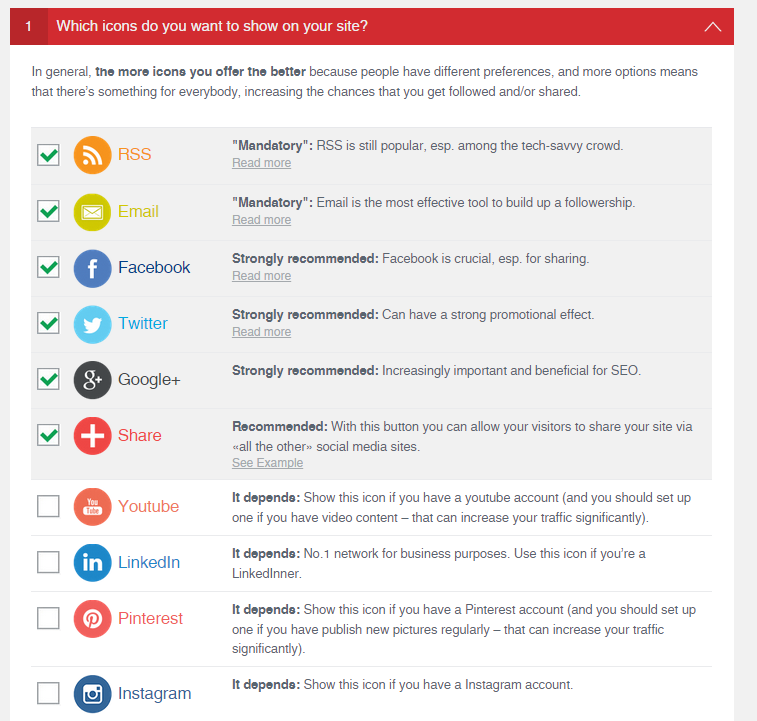 1 Which icons do you want to show on your site?
In general, the more icons you offer the better because people have different preferences, and more options means
that there's something for everybody, increasing the chances that you get followed and/or shared.
RSS
"Mandatory": RSS is still popular, esp. among the tech-savvy crowd.
Read more
Email
"Mandatory": Email is the most effective tool to build up a followership.
Read more
f
Facebook
Strongly recommended: Facebook is crucial, esp. for sharing.
Read more
Twitter
Strongly recommended: Can have a strong promotional effect.
Read more
g+
Google+
Strongly recommended: Increasingly important and beneficial for SEO.
Share
Recommended: With this button you can allow your visitors to share your site via
«all the other» social media sites.
See Example
You
Tube
Youtube
It depends: Show this icon if you have a youtube account (and you should set up
one if you have video content – that can increase your traffic significantly).
in
LinkedIn
It depends: No.1 network for business purposes. Use this icon if you're a
LinkedInner.
Pinterest
It depends: Show this icon if you have a Pinterest account (and you should set up
one if you have publish new pictures regularly – that can increase your traffic
significantly).
Instagram
It depends: Show this icon if you have a Instagram account.